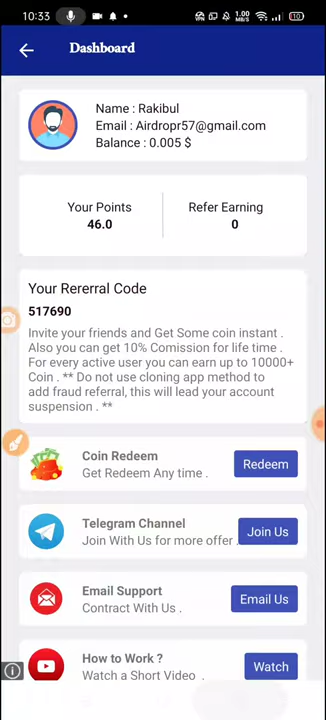 10:33
1.00
MB/S
10
Dashboard
Name : Rakibul
Email : Airdropr57@gmail.com
Balance : 0.005 $
Your Points
46.0
Refer Earning
0
Your Rererral Code
517690
Invite your friends and Get Some coin instant .
Also you can get 10% Comission for life time .
For every active user you can earn up to 10000+
Coin . ** Do not use cloning app method to
add fraud referral, this will lead your account
suspension . **
Coin Redeem
Get Redeem Any time .
Redeem
Telegram Channel
Join With Us for more offer .
Join Us
Email Support
Contract With Us .
Email Us
How to Work ?
Watch a Short Video .
Watch